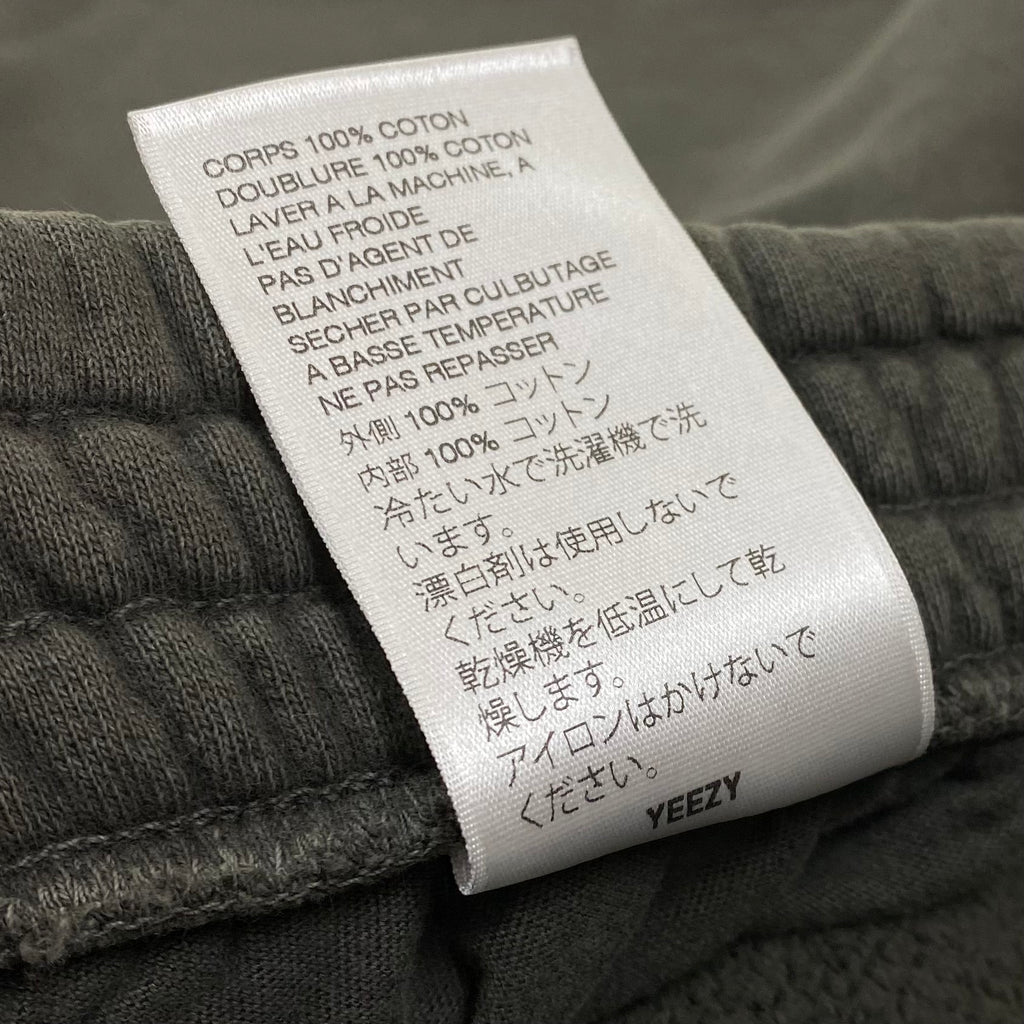 CORPS 100% COTON
DOUBLURE 100% COTON
LAVER A LA MACHINE, A
L'EAU FROIDE
PAS D'AGENT DE
BLANCHIMENT
SECHER PAR CULBUTAGE
A BASSE TEMPERATURE
NE PAS REPASSER
外側 100% コットン
内部 100% コットン
冷たい水で洗濯機で洗
います。
漂白剤は使用しないで
ください。
乾燥機を低温にして乾
燥します。
アイロンはかけないで
ください。
YEEZY